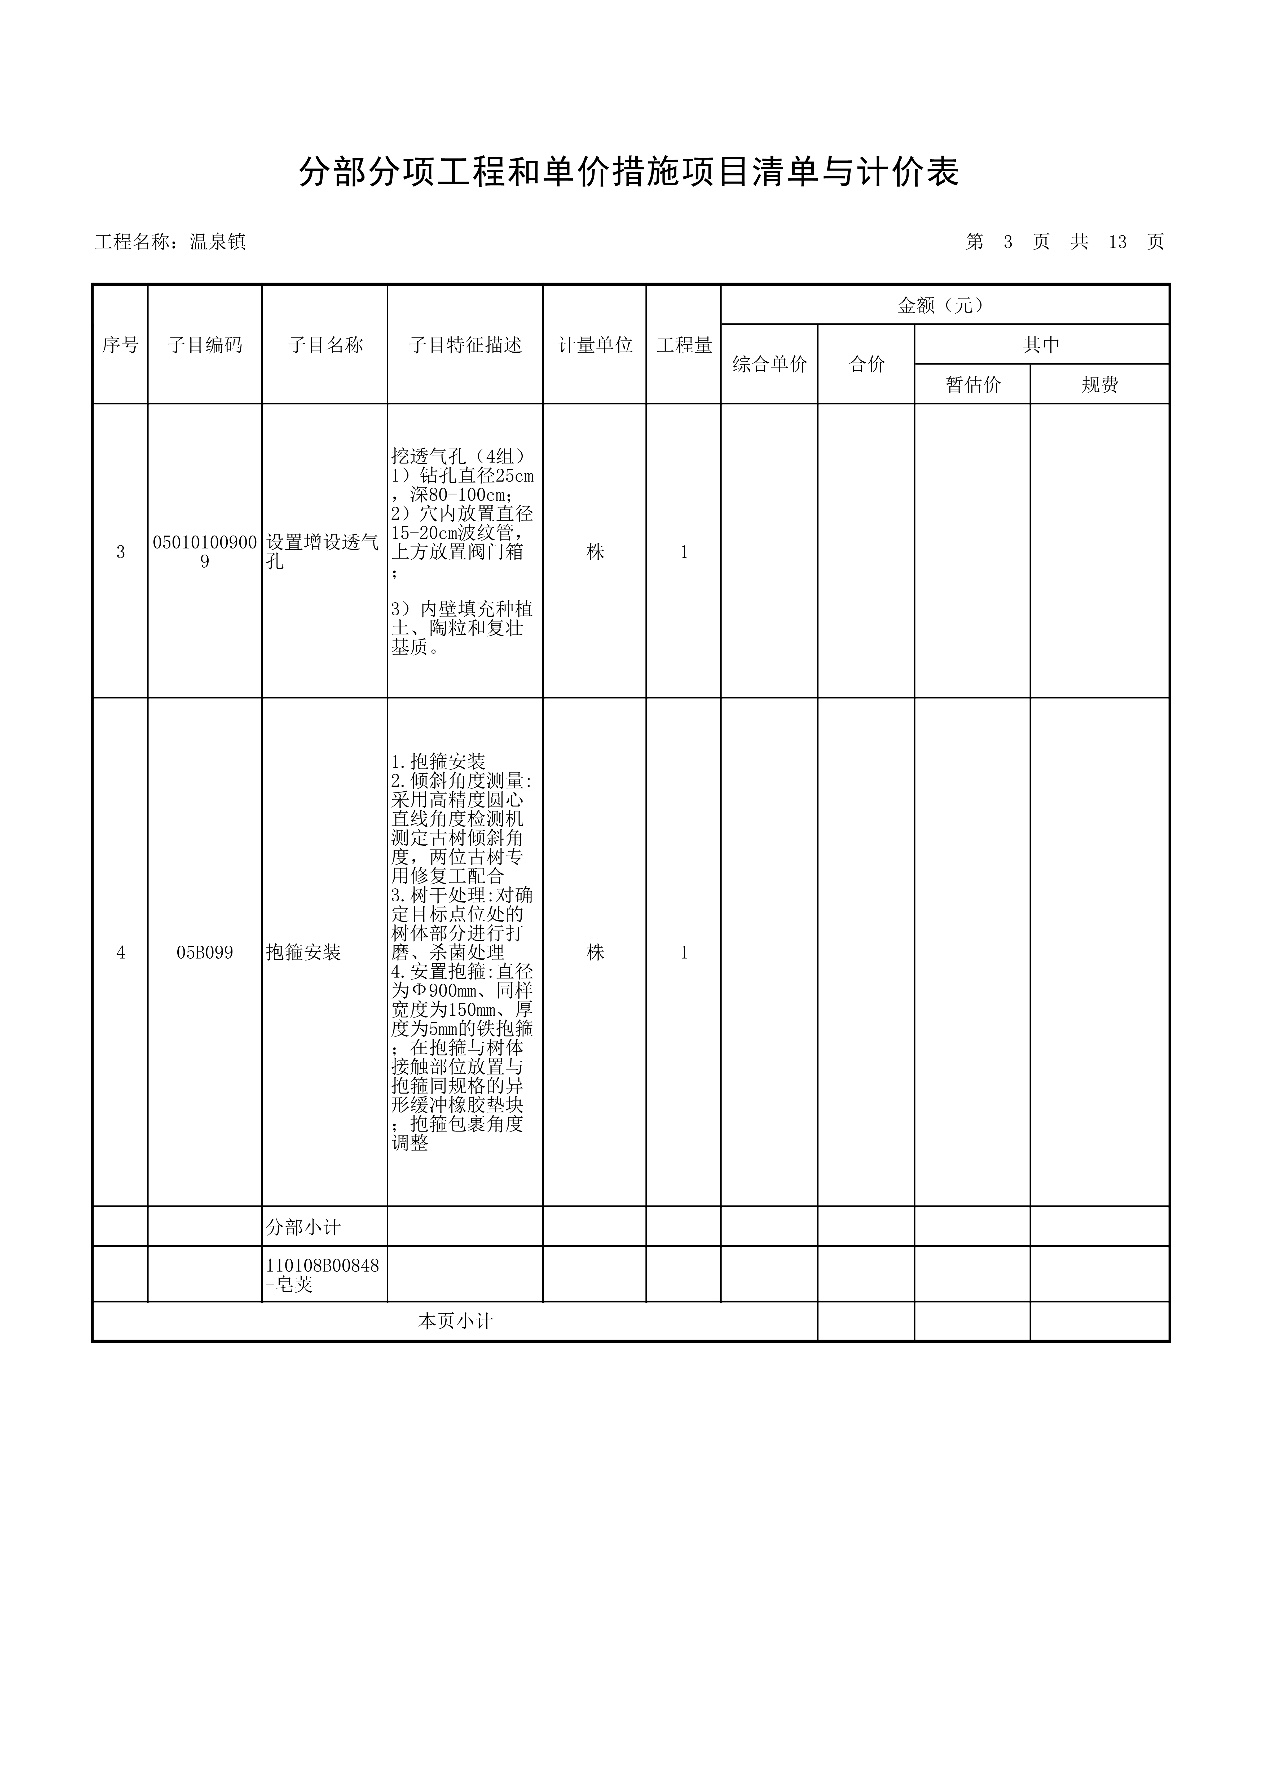 分部分项工程和单价措施项目清单与计价表
工程名称：温泉镇
第 3 页 共 13 页
序号
子目编码
子目名称
子目特征描述
计量单位
工程量
金额（元）
综合单价
合价
其中
暂估价
规费
3
05010100900
9
设置增设透气
孔
挖透气孔（4组）
1）钻孔直径25cm
，深80-100cm；
2）穴内放置直径
15-20cm波纹管，
上方放置阀门箱
；
3）内壁填充种植
土、陶粒和复壮
基质。
株
1
4
05B099
抱箍安装
1.抱箍安装
2.倾斜角度测量:
采用高精度圆心
直线角度检测机
测定古树倾斜角
度，两位古树专
用修复工配合
3.树干处理:对确
定目标点位处的
树体部分进行打
磨、杀菌处理
4.安置抱箍:直径
为Φ900mm、同样
宽度为150mm、厚
度为5mm的铁抱箍
；在抱箍与树体
接触部位放置与
抱箍同规格的异
形缓冲橡胶垫块
；抱箍包裹角度
调整
株
1
分部小计
110108B00848
-皂荚
本页小计